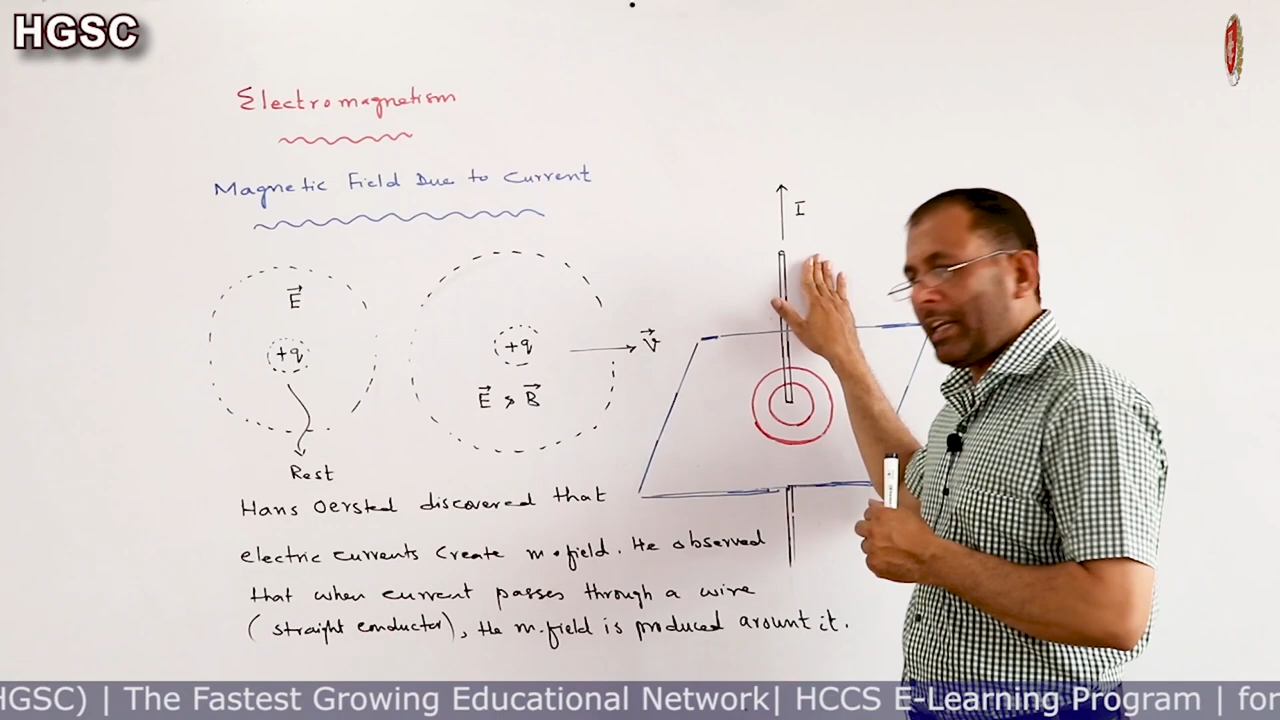 HGSC
Electromagnetism
Magnetic Field Due to Current
E
+q
Rest
+q
E, B
V
I
Hans Oersted discovered that
electric currents create m.field. He observed
that when current passes through a wire
(straight conductor), the m.field is produced arount it.
HGSC) | The Fastest Growing Educational Network| HCCS E-Learning Program | for